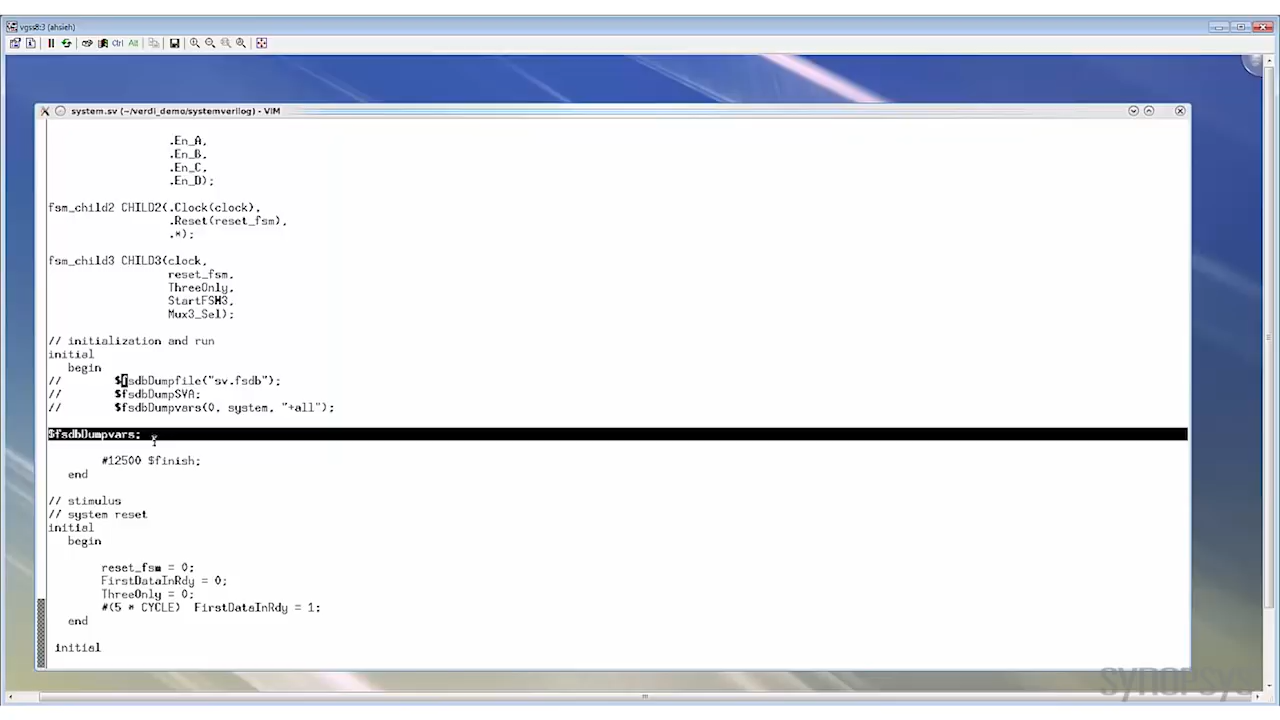 vgss8:3 (ahsieh)
Ctrl Alt
system.sv (~/verdi_demo/systemverilog) - VIM
.En_A,
.En_B,
.En_C,
.En_D);
fsm_child2 CHILD2(.Clock(clock),
.Reset(reset_fsm),
.*);
fsm_child3 CHILD3(clock,
reset_fsm,
ThreeOnly,
StartFSM3,
Mux3_Sel);
// initialization and run
initial
begin
// $fsdbDumpfile("sv.fsdb");
// $fsdbDumpSVA;
// $fsdbDumpvars(0, system, "+all");
$fsdbDumpvars;
#12500 $finish;
end
// stimulus
// system reset
initial
begin
reset_fsm = 0;
FirstDataInRdy = 0;
ThreeOnly = 0;
#(5 * CYCLE) FirstDataInRdy = 1;
end
initial
SYNOPSYS